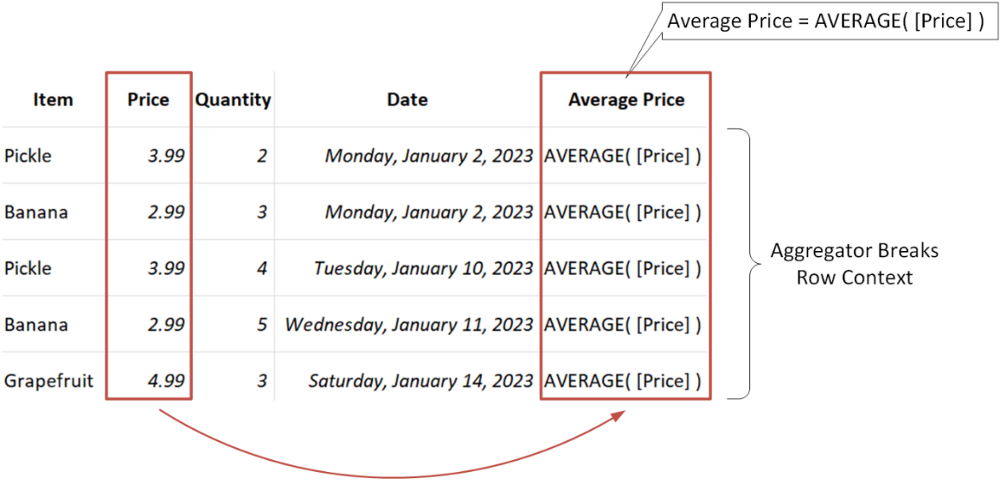 Average Price = AVERAGE( [Price] )
Item Price Quantity Date Average Price
Pickle 3.99 2 Monday, January 2, 2023 AVERAGE( [Price] )
Banana 2.99 3 Monday, January 2, 2023 AVERAGE( [Price] )
Pickle 3.99 4 Tuesday, January 10, 2023 AVERAGE( [Price] )
Banana 2.99 5 Wednesday, January 11, 2023 AVERAGE( [Price] )
Grapefruit 4.99 3 Saturday, January 14, 2023 AVERAGE( [Price] )
Aggregator Breaks
Row Context